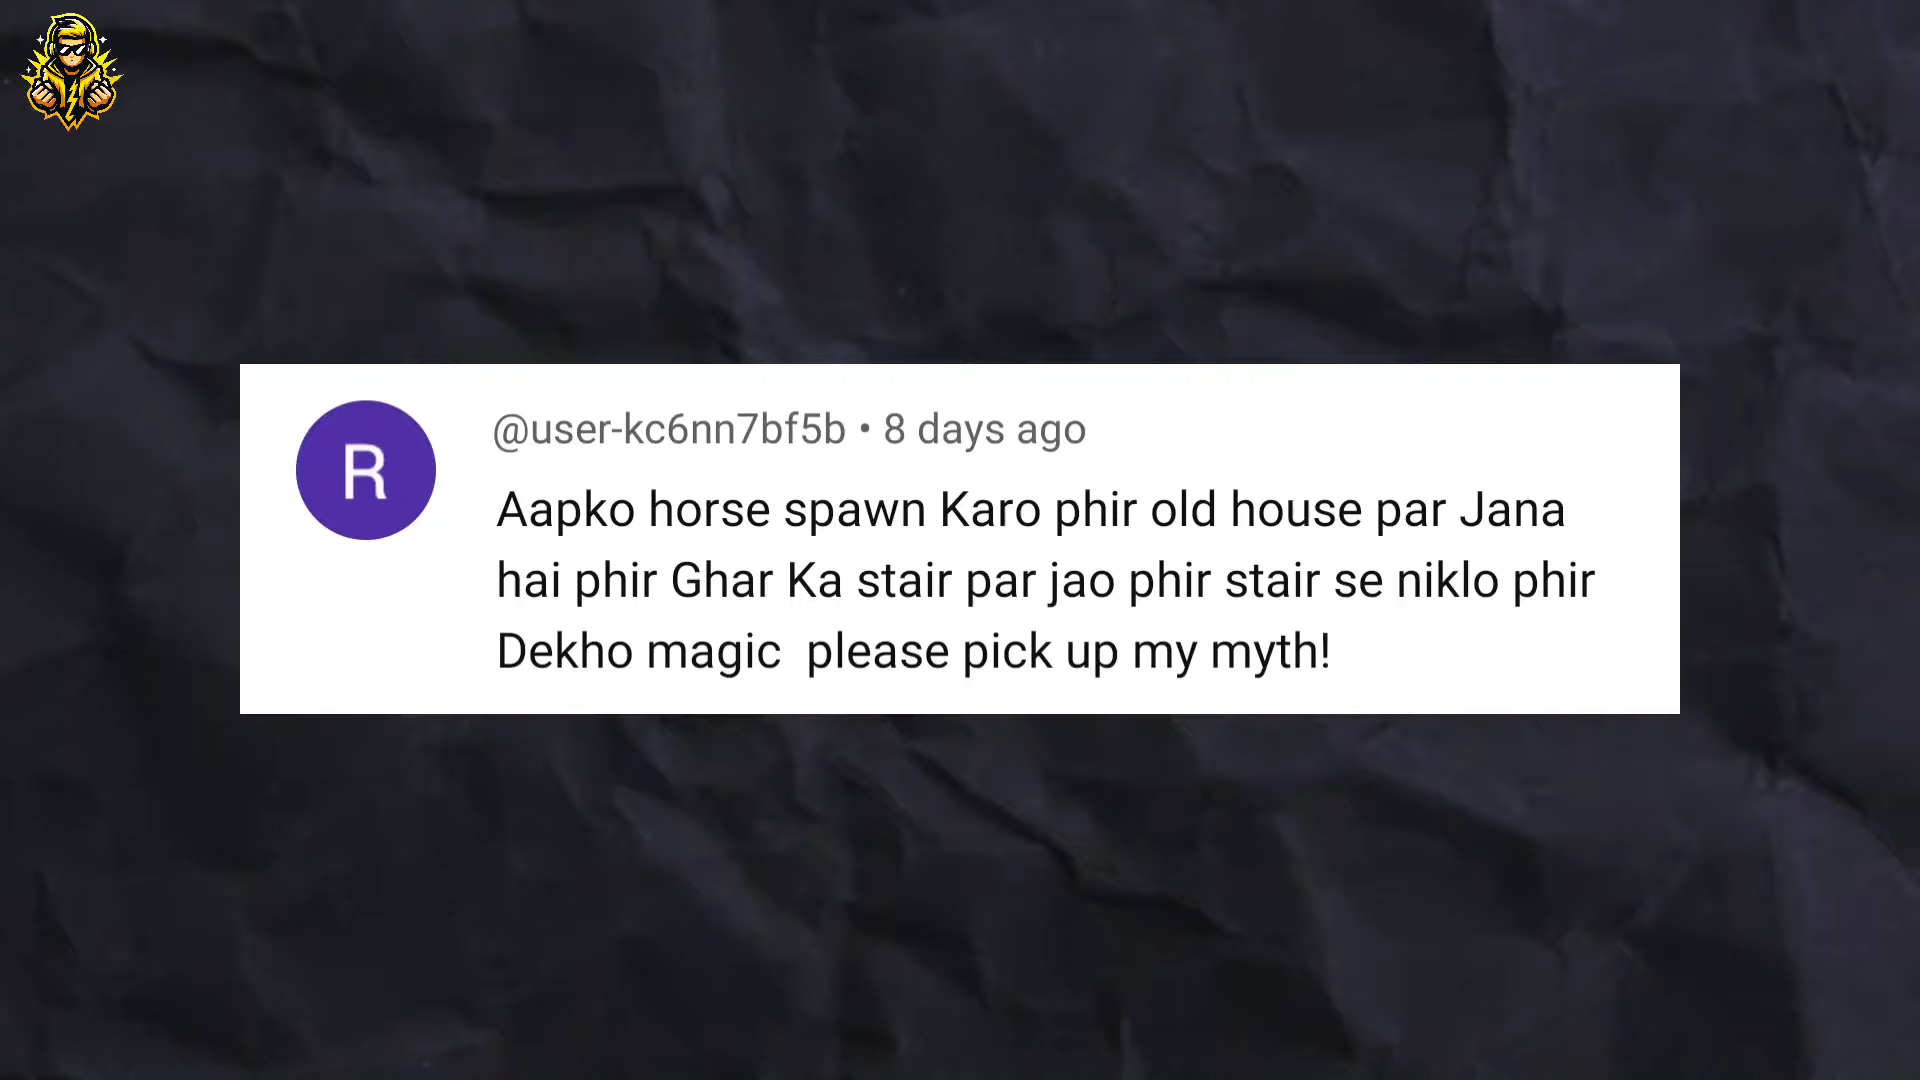 R
@user-kc6nn7bf5b • 8 days ago
Aapko horse spawn Karo phir old house par Jana
hai phir Ghar Ka stair par jao phir stair se niklo phir
Dekho magic  please pick up my myth!